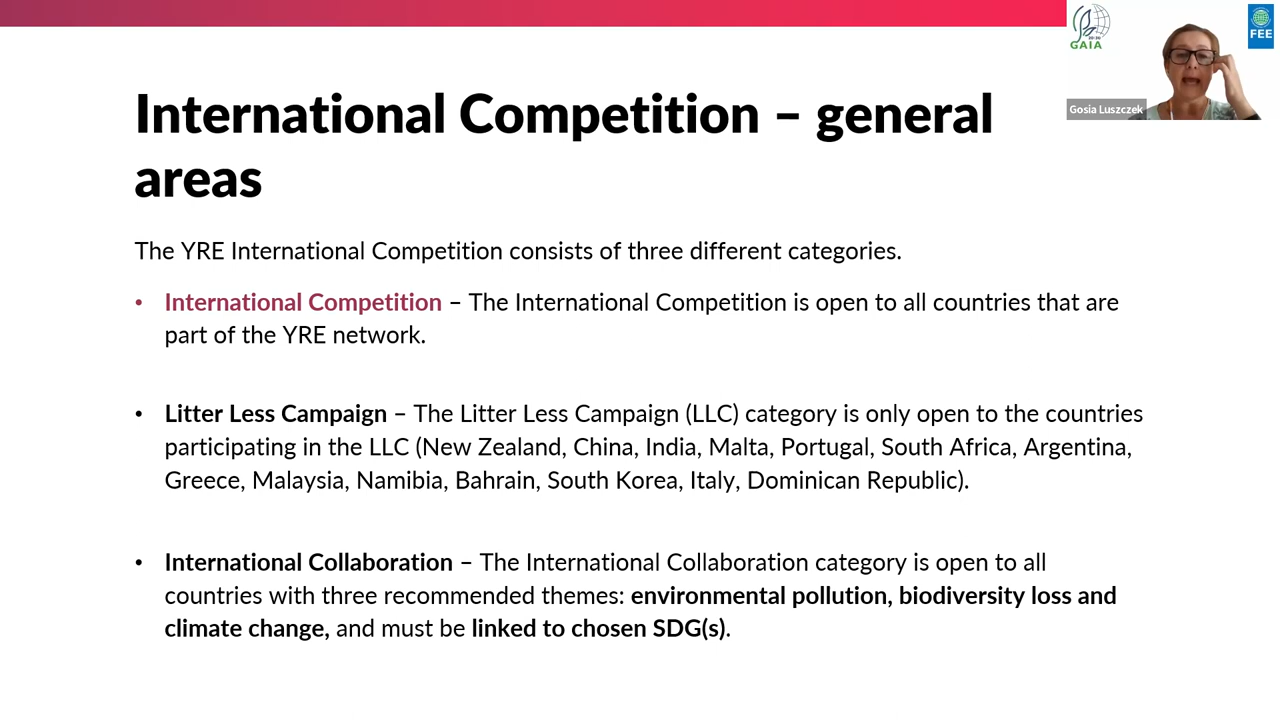 GAIA
FEE
Gosia Luszczek
International Competition – general
areas
The YRE International Competition consists of three different categories.
• International Competition – The International Competition is open to all countries that are
part of the YRE network.
• Litter Less Campaign – The Litter Less Campaign (LLC) category is only open to the countries
participating in the LLC (New Zealand, China, India, Malta, Portugal, South Africa, Argentina,
Greece, Malaysia, Namibia, Bahrain, South Korea, Italy, Dominican Republic).
• International Collaboration – The International Collaboration category is open to all
countries with three recommended themes: environmental pollution, biodiversity loss and
climate change, and must be linked to chosen SDG(s).